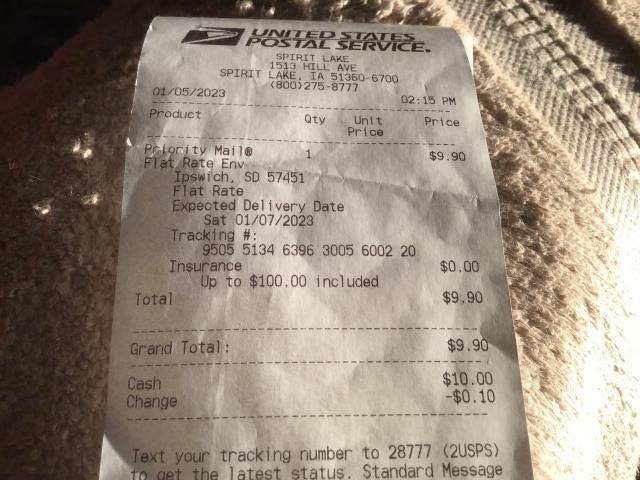 UNITED STATES
POSTAL SERVICE.
SPIRIT LAKE
1513 HILL AVE
SPIRIT LAKE, IA 51360-6700
(800)275-8777
01/05/2023 02:15 PM
Product Qty Unit Price
Price
Priority Mail® 1 $9.90
Flat Rate Env
Ipswich, SD 57451
Flat Rate
Expected Delivery Date
Sat 01/07/2023
Tracking #:
9505 5134 6396 3005 6002 20
Insurance $0.00
Up to $100.00 included
Total $9.90
Grand Total: $9.90
Cash $10.00
Change -$0.10
Text your tracking number to 28777 (2USPS)
to get the latest status. Standard Message